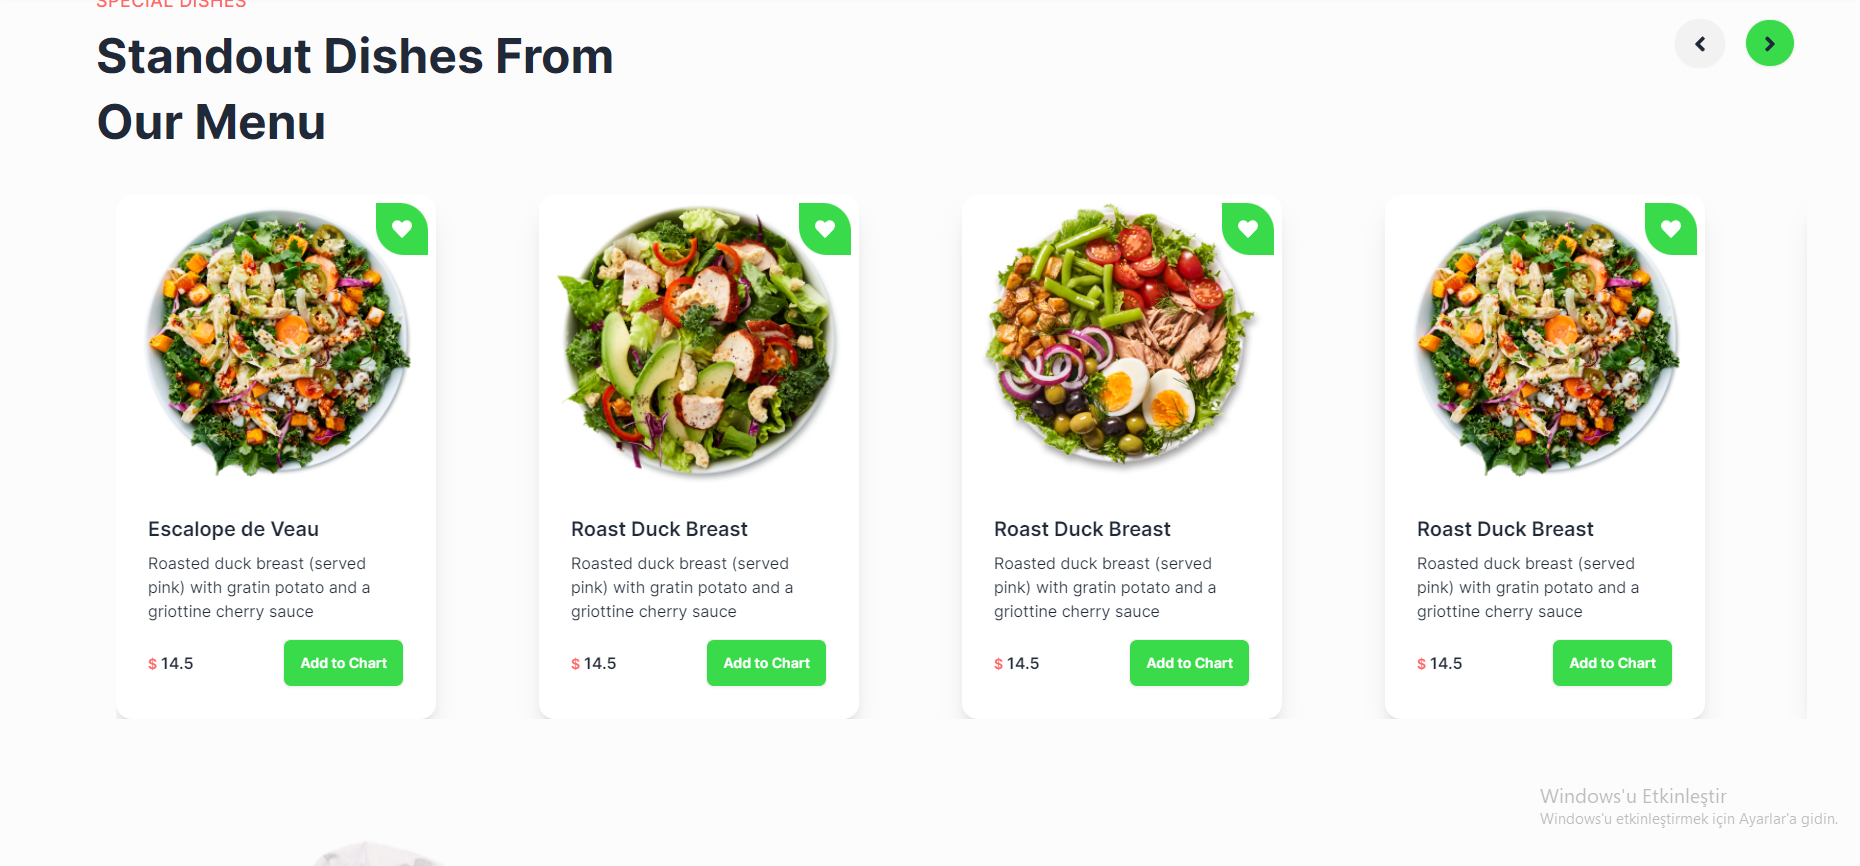 SPECIAL DISHES
Standout Dishes From
Our Menu
Escalope de Veau
Roasted duck breast (served
pink) with gratin potato and a
griottine cherry sauce
$ 14.5
Add to Chart
Roast Duck Breast
Roasted duck breast (served
pink) with gratin potato and a
griottine cherry sauce
$ 14.5
Add to Chart
Roast Duck Breast
Roasted duck breast (served
pink) with gratin potato and a
griottine cherry sauce
$ 14.5
Add to Chart
Roast Duck Breast
Roasted duck breast (served
pink) with gratin potato and a
griottine cherry sauce
$ 14.5
Add to Chart
Windows'u Etkinleştir
Windows'u etkinleştirmek için Ayarlar'a gidin.